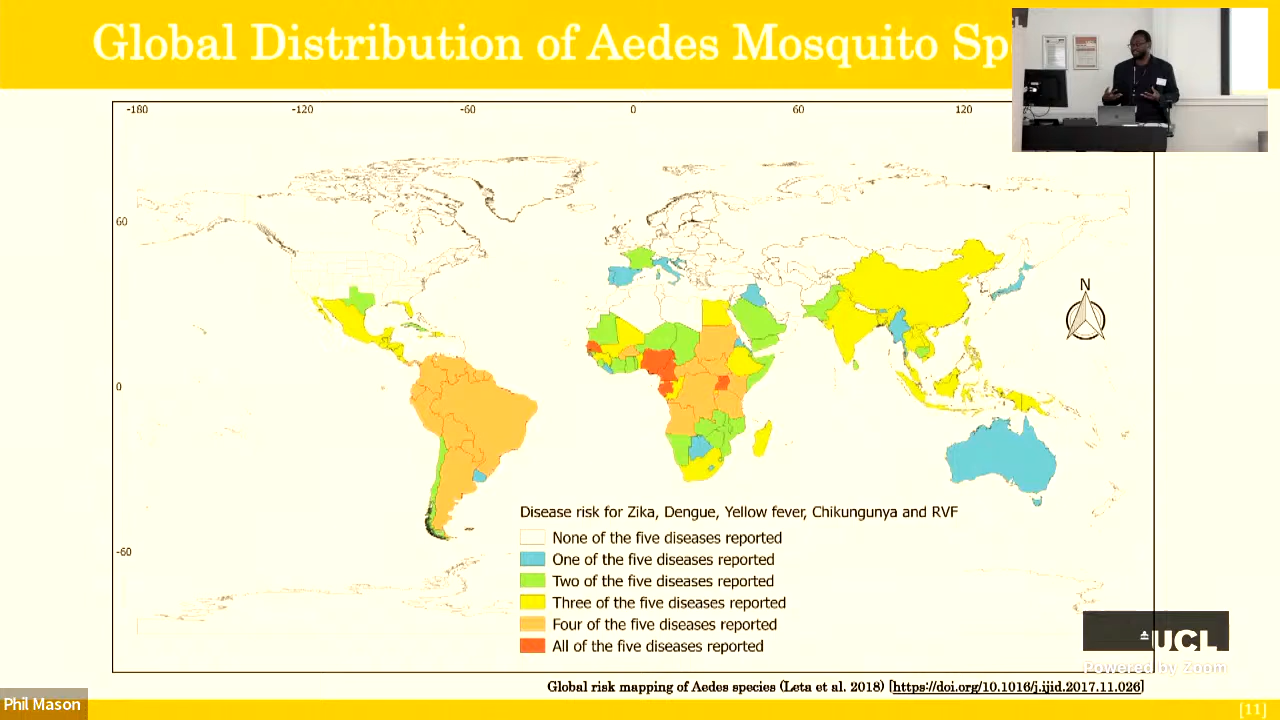 Global Distribution of Aedes Mosquito Sp
-180 -120 -60 0 60 120
60
N
0
-60
Disease risk for Zika, Dengue, Yellow fever, Chikungunya and RVF
None of the five diseases reported
One of the five diseases reported
Two of the five diseases reported
Three of the five diseases reported
Four of the five diseases reported
All of the five diseases reported
UCL
Powered by Zoom
Global risk mapping of Aedes species (Leta et al. 2018) [https://doi.org/10.1016/j.ijid.2017.11.026]
Phil Mason
[11]